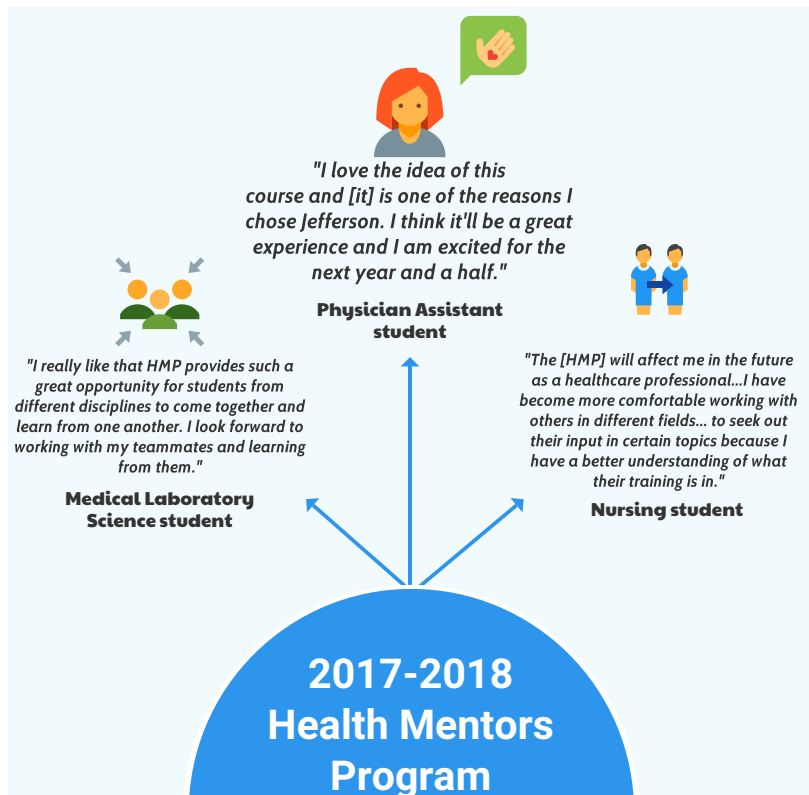 "I love the idea of this
course and [it] is one of the reasons I
chose Jefferson. I think it'll be a great
experience and I am excited for the
next year and a half."
Physician Assistant
student
"I really like that HMP provides such a
great opportunity for students from
different disciplines to come together and
learn from one another. I look forward to
working with my teammates and learning
from them."
Medical Laboratory
Science student
"The [HMP] will affect me in the future
as a healthcare professional...I have
become more comfortable working with
others in different fields... to seek out
their input in certain topics because I
have a better understanding of what
their training is in."
Nursing student
2017-2018
Health Mentors
Program